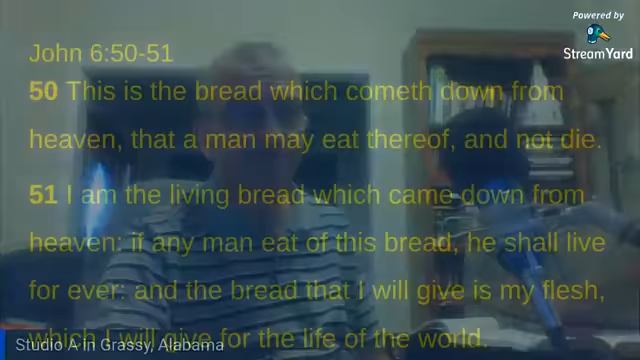 Powered by
StreamYard
John 6:50-51
50 This is the bread which cometh down from
heaven, that a man may eat thereof, and not die.
51 I am the living bread which came down from
heaven: if any man eat of this bread, he shall live
for ever: and the bread that I will give is my flesh,
which I will give for the life of the world.
Studio A in Grassy, Alabama